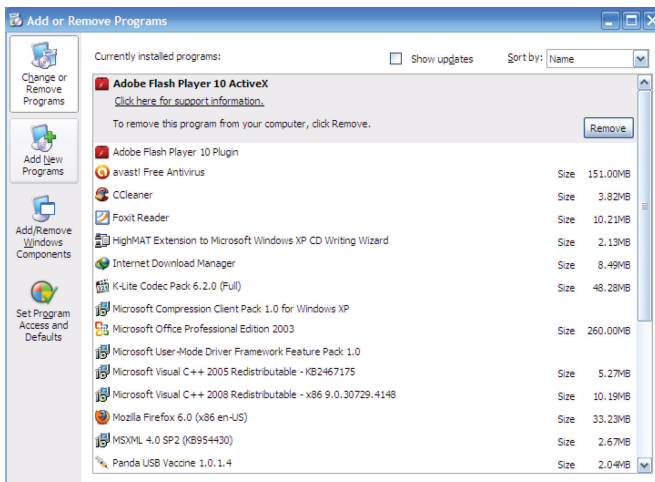 Add or Remove Programs
Change or
Remove
Programs
Add New
Programs
Add/Remove
Windows
Components
Set Program
Access and
Defaults
Currently installed programs:
Show updates
Sort by: Name
Adobe Flash Player 10 ActiveX
Click here for support information.
To remove this program from your computer, click Remove.
Remove
Adobe Flash Player 10 Plugin
avast! Free Antivirus Size 151.00MB
CCleaner Size 3.82MB
Foxit Reader Size 10.21MB
HighMAT Extension to Microsoft Windows XP CD Writing Wizard Size 2.13MB
Internet Download Manager Size 8.49MB
K-Lite Codec Pack 6.2.0 (Full) Size 48.28MB
Microsoft Compression Client Pack 1.0 for Windows XP
Microsoft Office Professional Edition 2003 Size 260.00MB
Microsoft User-Mode Driver Framework Feature Pack 1.0
Microsoft Visual C++ 2005 Redistributable - KB2467175 Size 5.27MB
Microsoft Visual C++ 2008 Redistributable - x86 9.0.30729.4148 Size 10.19MB
Mozilla Firefox 6.0 (x86 en-US) Size 33.23MB
MSXML 4.0 SP2 (KB954430) Size 2.67MB
Panda USB Vaccine 1.0.1.4 Size 2.04MB